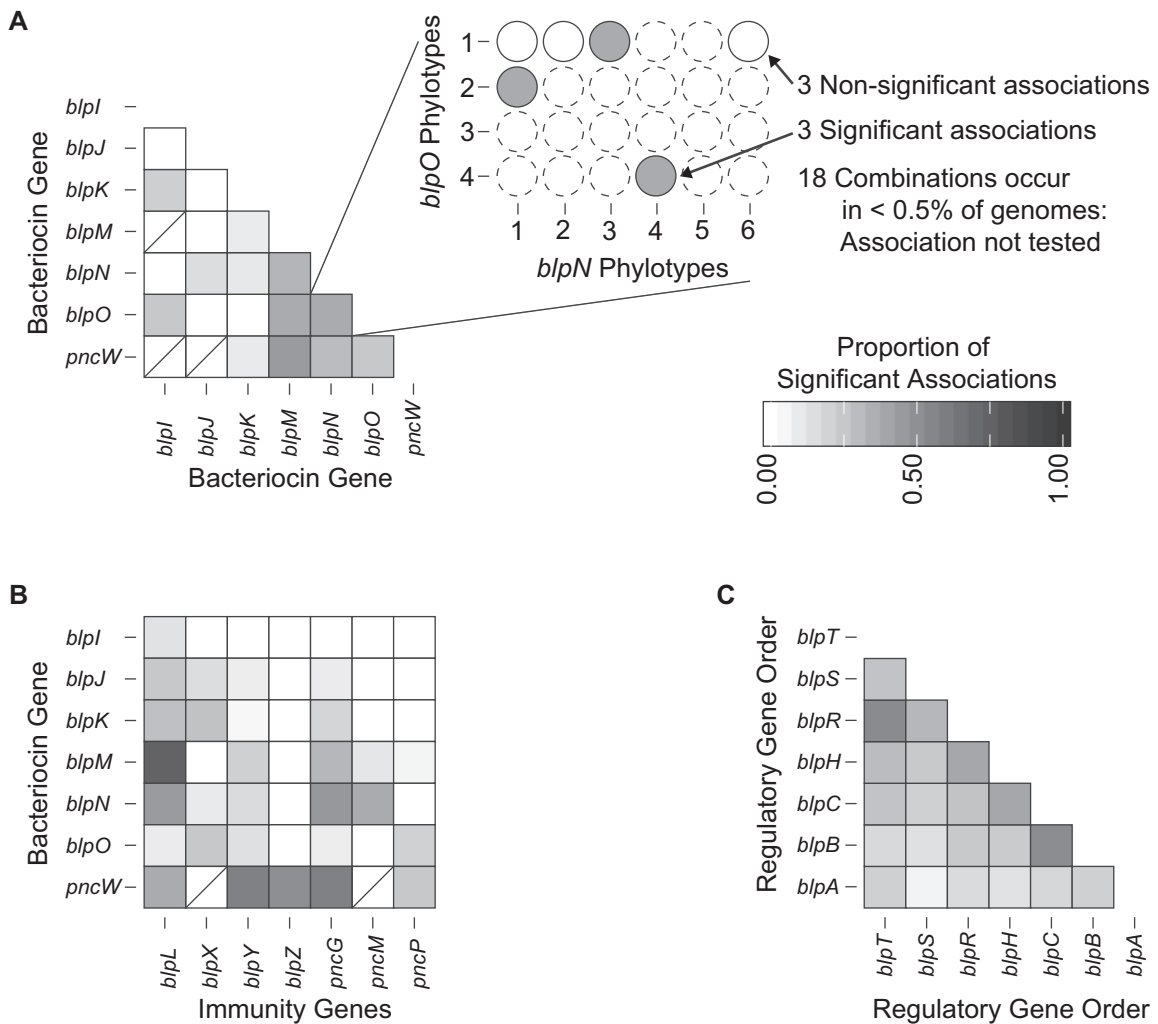 A
blpO Phylotypes
1
2
3
4
1 2 3 4 5 6
blpN Phylotypes
3 Non-significant associations
3 Significant associations
18 Combinations occur
in < 0.5% of genomes:
Association not tested
Bacteriocin Gene
blpI
blpJ
blpK
blpM
blpN
blpO
pncW
blpI blpJ blpK blpM blpN blpO pncW
Bacteriocin Gene
Proportion of
Significant Associations
0.00 0.50 1.00
B
Bacteriocin Gene
blpI
blpJ
blpK
blpM
blpN
blpO
pncW
blpL blpX blpY blpZ pncG pncM pncP
Immunity Genes
C
Regulatory Gene Order
blpT
blpS
blpR
blpH
blpC
blpB
blpA
blpT blpS blpR blpH blpC blpB blpA
Regulatory Gene Order